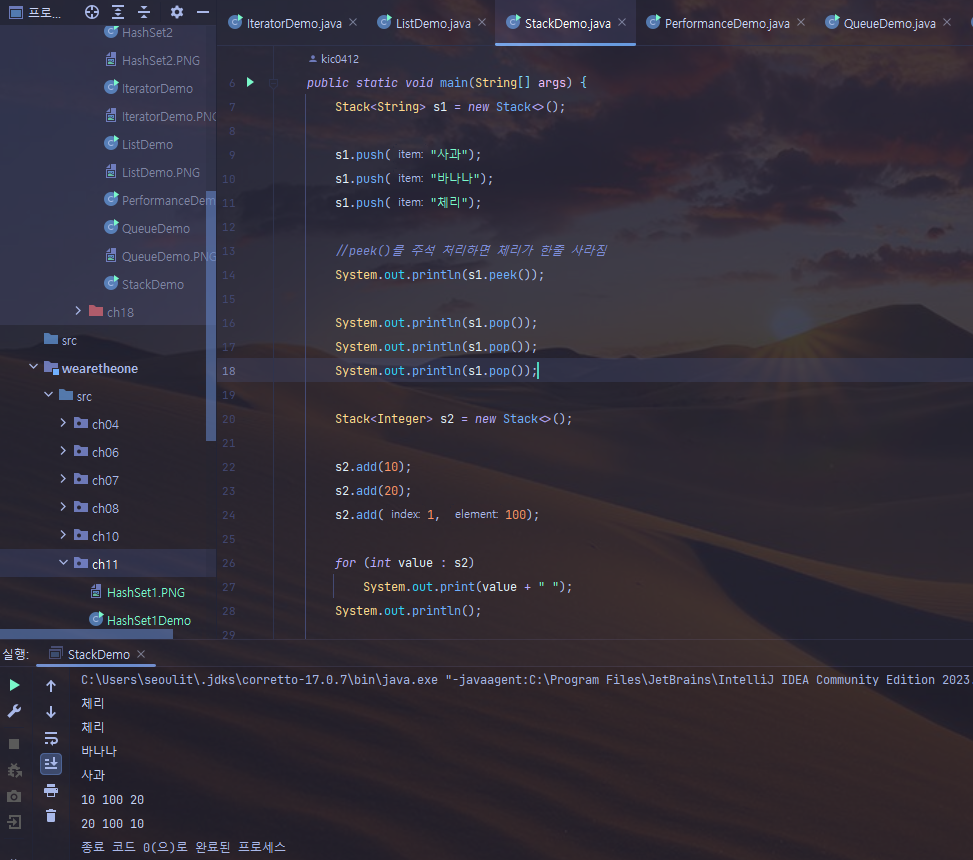 프로...
IteratorDemo.java
ListDemo.java
StackDemo.java
PerformanceDemo.java
QueueDemo.java
HashSet2
HashSet2.PNG
IteratorDemo
IteratorDemo.PNG
ListDemo
ListDemo.PNG
PerformanceDem
QueueDemo
QueueDemo.PNG
StackDemo
ch18
src
wearetheone
src
ch04
ch06
ch07
ch08
ch10
ch11
HashSet1.PNG
HashSet1Demo
kic0412
6 public static void main(String[] args) {
7 Stack<String> s1 = new Stack<>();
8
9 s1.push( item: "사과");
10 s1.push( item: "바나나");
11 s1.push( item: "체리");
12
13 //peek()를 주석 처리하면 체리가 한줄 사라짐
14 System.out.println(s1.peek());
15
16 System.out.println(s1.pop());
17 System.out.println(s1.pop());
18 System.out.println(s1.pop());
19
20 Stack<Integer> s2 = new Stack<>();
21
22 s2.add(10);
23 s2.add(20);
24 s2.add( index: 1, element: 100);
25
26 for (int value : s2)
27 System.out.print(value + " ");
28 System.out.println();
29
실행: StackDemo
C:\Users\seoulit\.jdks\corretto-17.0.7\bin\java.exe "-javaagent:C:\Program Files\JetBrains\IntelliJ IDEA Community Edition 2023.
체리
체리
바나나
사과
10 100 20
20 100 10
종료 코드 0(으)로 완료된 프로세스